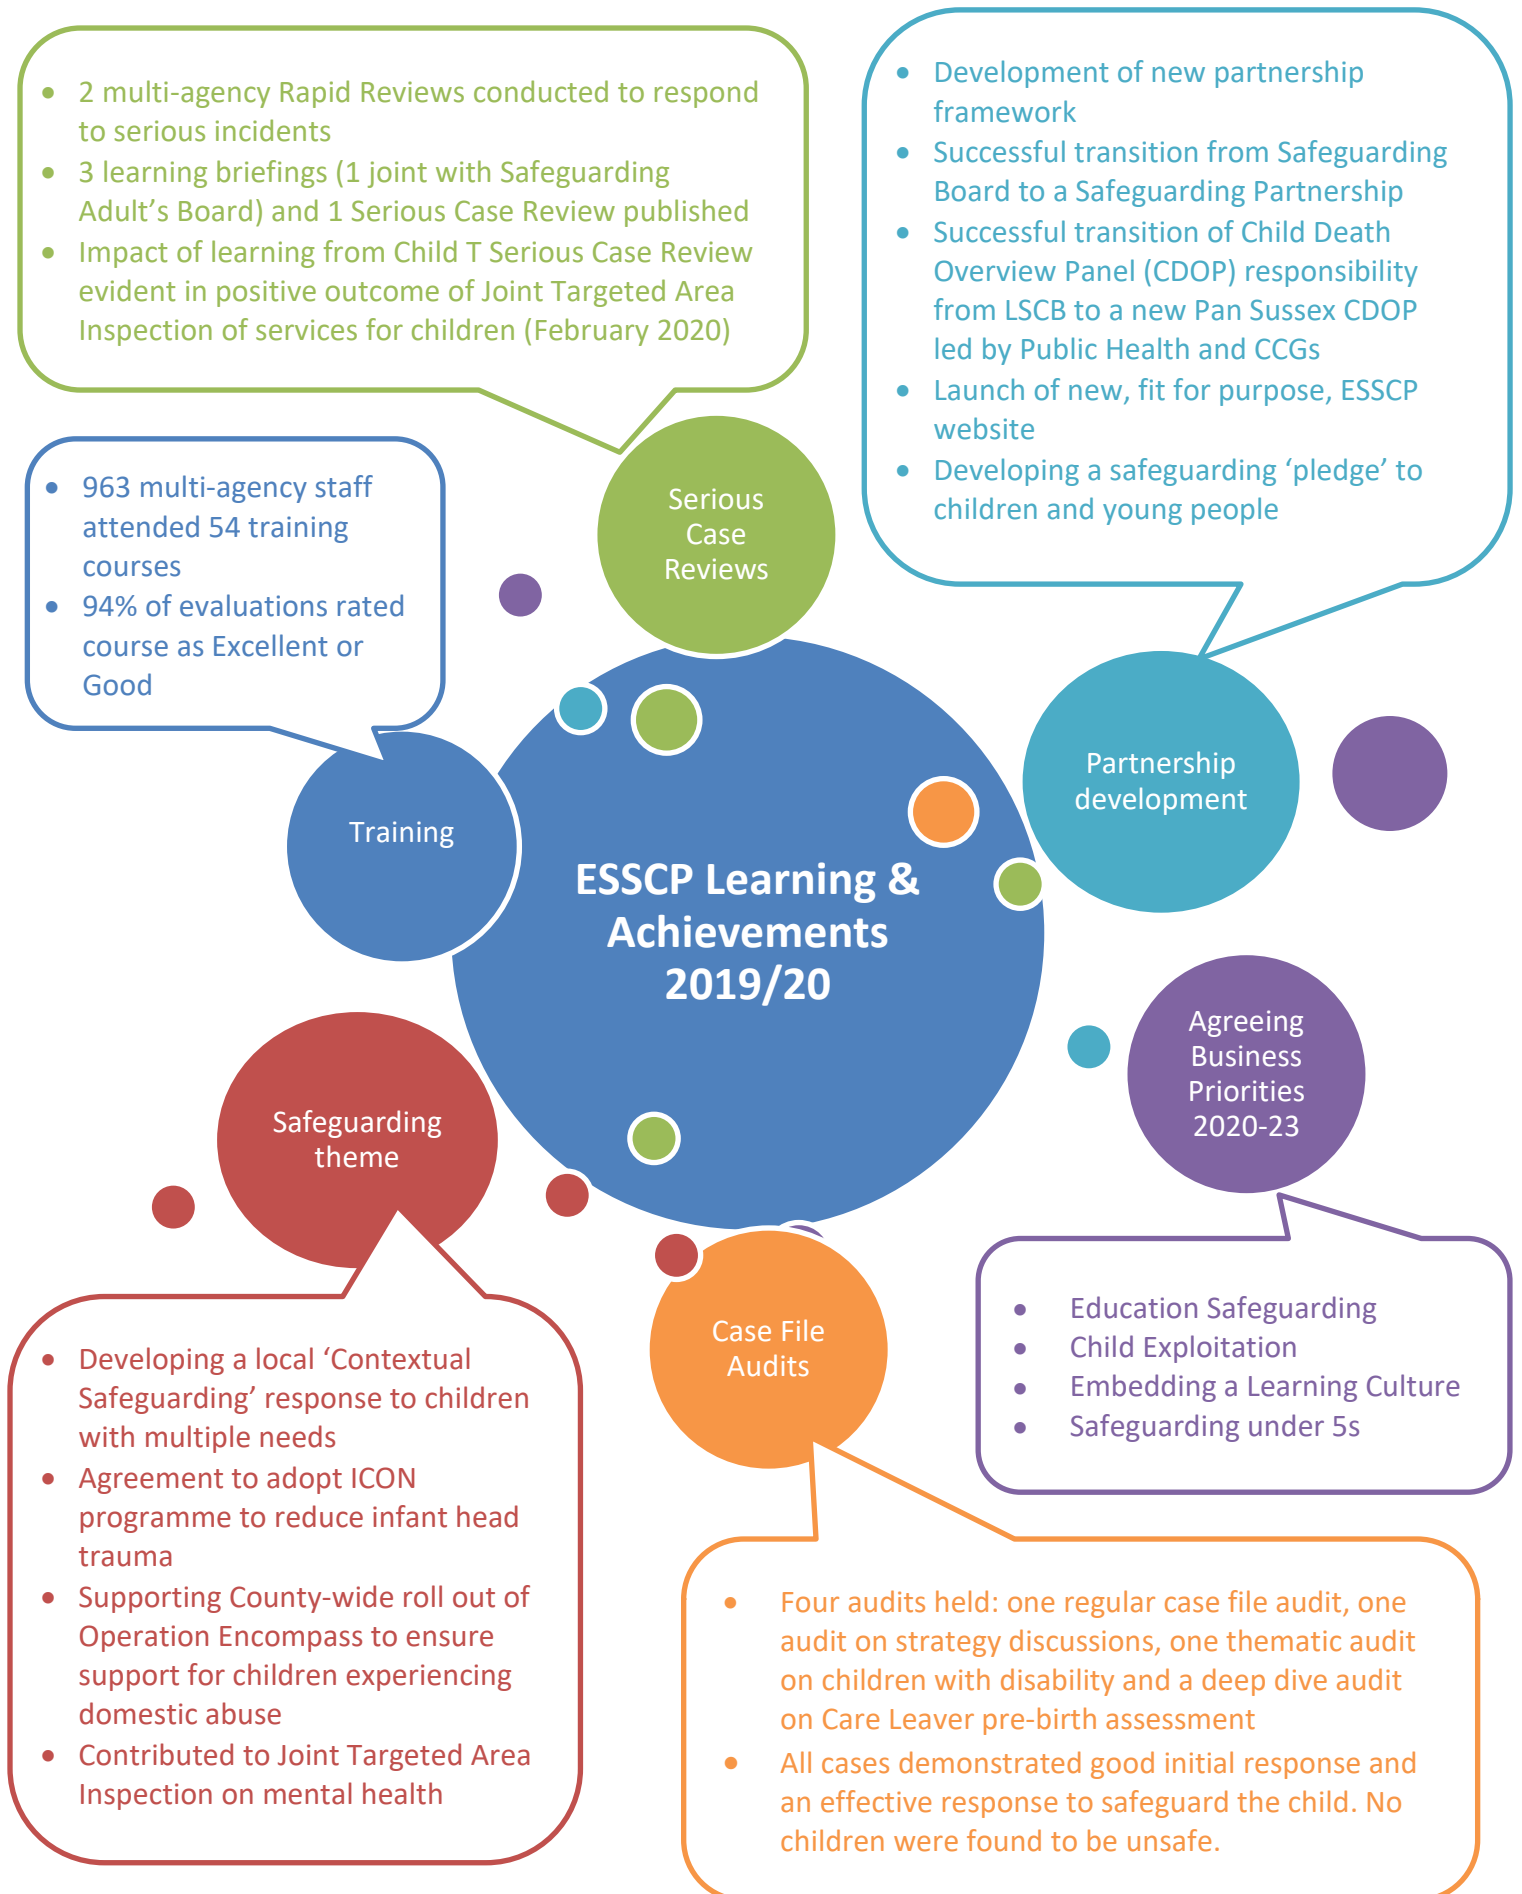 • 2 multi-agency Rapid Reviews conducted to respond
to serious incidents
• 3 learning briefings (1 joint with Safeguarding
Adult’s Board) and 1 Serious Case Review published
• Impact of learning from Child T Serious Case Review
evident in positive outcome of Joint Targeted Area
Inspection of services for children (February 2020)
• Development of new partnership
framework
• Successful transition from Safeguarding
Board to a Safeguarding Partnership
• Successful transition of Child Death
Overview Panel (CDOP) responsibility
from LSCB to a new Pan Sussex CDOP
led by Public Health and CCGs
• Launch of new, fit for purpose, ESSCP
website
• Developing a safeguarding ‘pledge’ to
children and young people
• 963 multi-agency staff
attended 54 training
courses
• 94% of evaluations rated
course as Excellent or
Good
Serious
Case
Reviews
Partnership
development
Training
ESSCP Learning &
Achievements
2019/20
Agreeing
Business
Priorities
2020-23
Safeguarding
theme
Case File
Audits
• Education Safeguarding
• Child Exploitation
• Embedding a Learning Culture
• Safeguarding under 5s
• Developing a local ‘Contextual
Safeguarding’ response to children
with multiple needs
• Agreement to adopt ICON
programme to reduce infant head
trauma
• Supporting County-wide roll out of
Operation Encompass to ensure
support for children experiencing
domestic abuse
• Contributed to Joint Targeted Area
Inspection on mental health
• Four audits held: one regular case file audit, one
audit on strategy discussions, one thematic audit
on children with disability and a deep dive audit
on Care Leaver pre-birth assessment
• All cases demonstrated good initial response and
an effective response to safeguard the child. No
children were found to be unsafe.